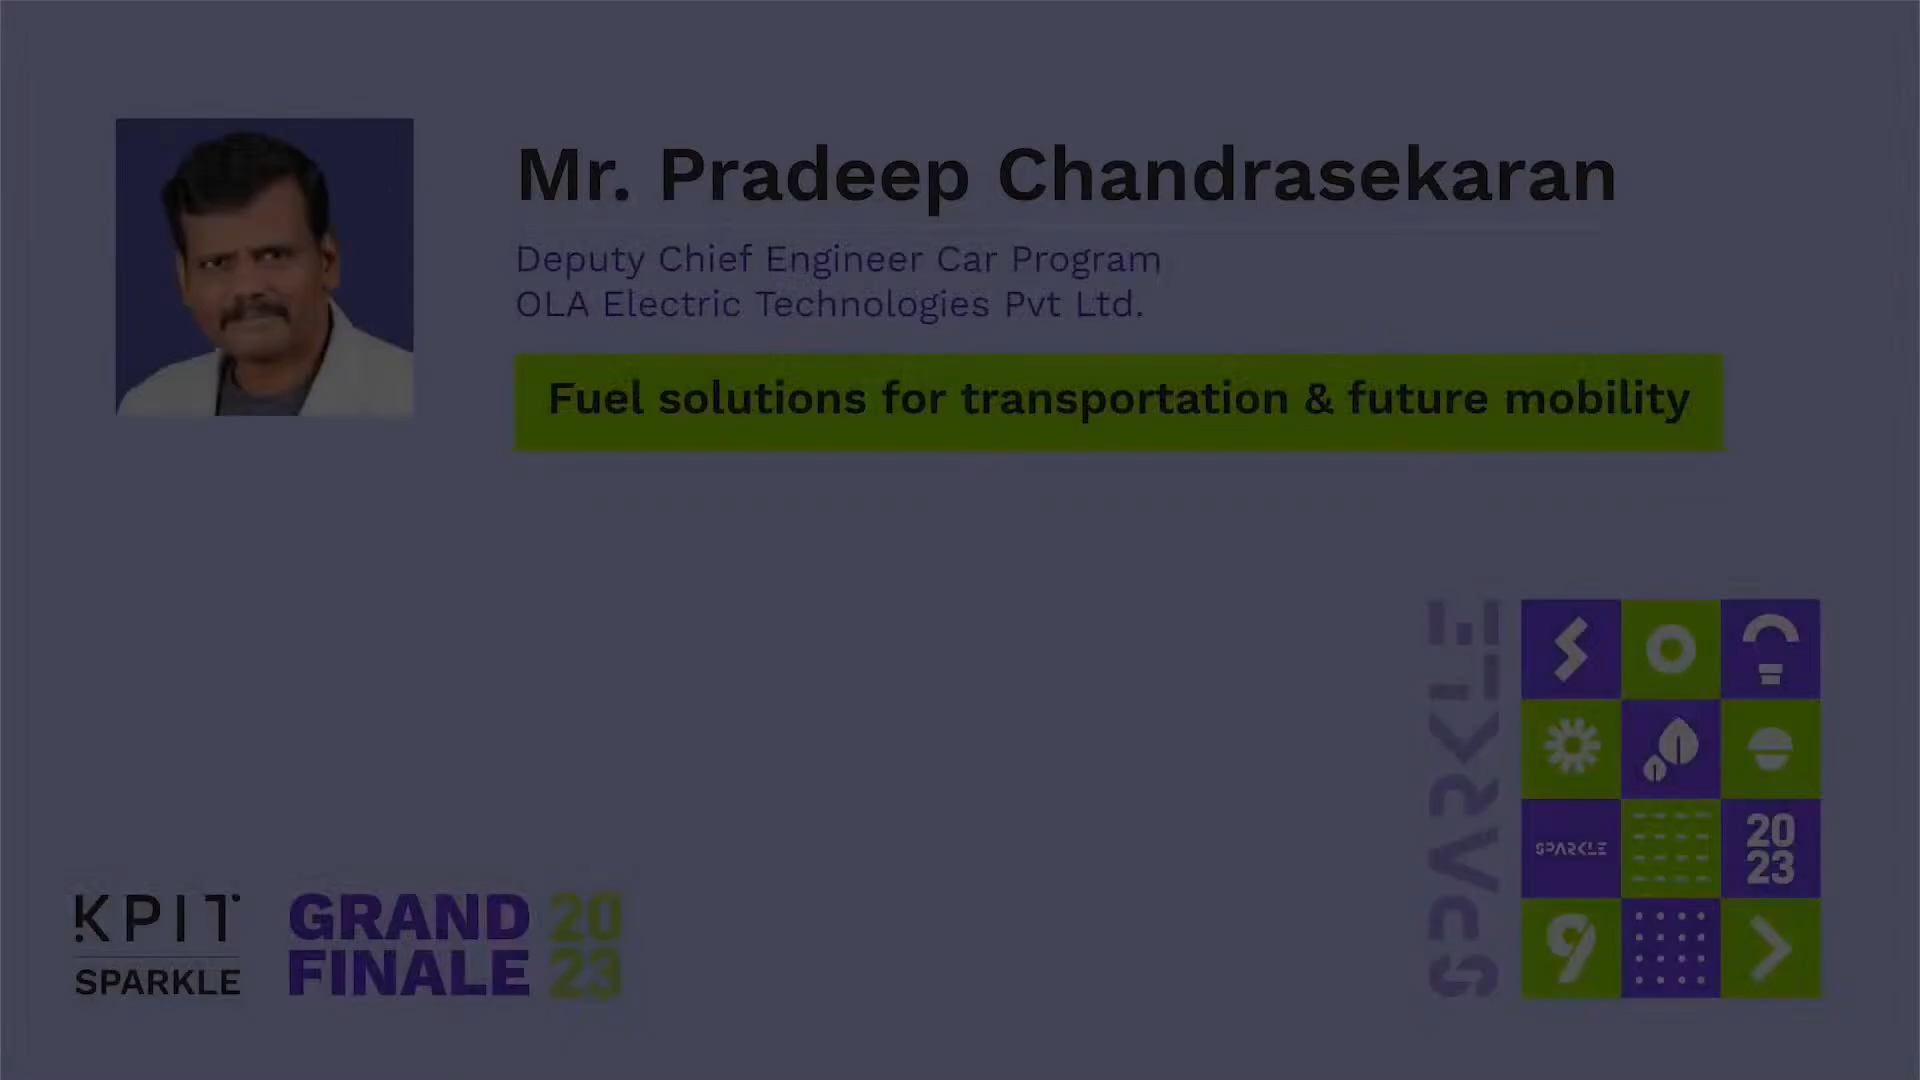 Mr. Pradeep Chandrasekaran
Deputy Chief Engineer Car Program
OLA Electric Technologies Pvt Ltd.
Fuel solutions for transportation & future mobility
SPARKLE
SPARKLE
20
23
9
KPIT
SPARKLE
GRAND
FINALE
20
23